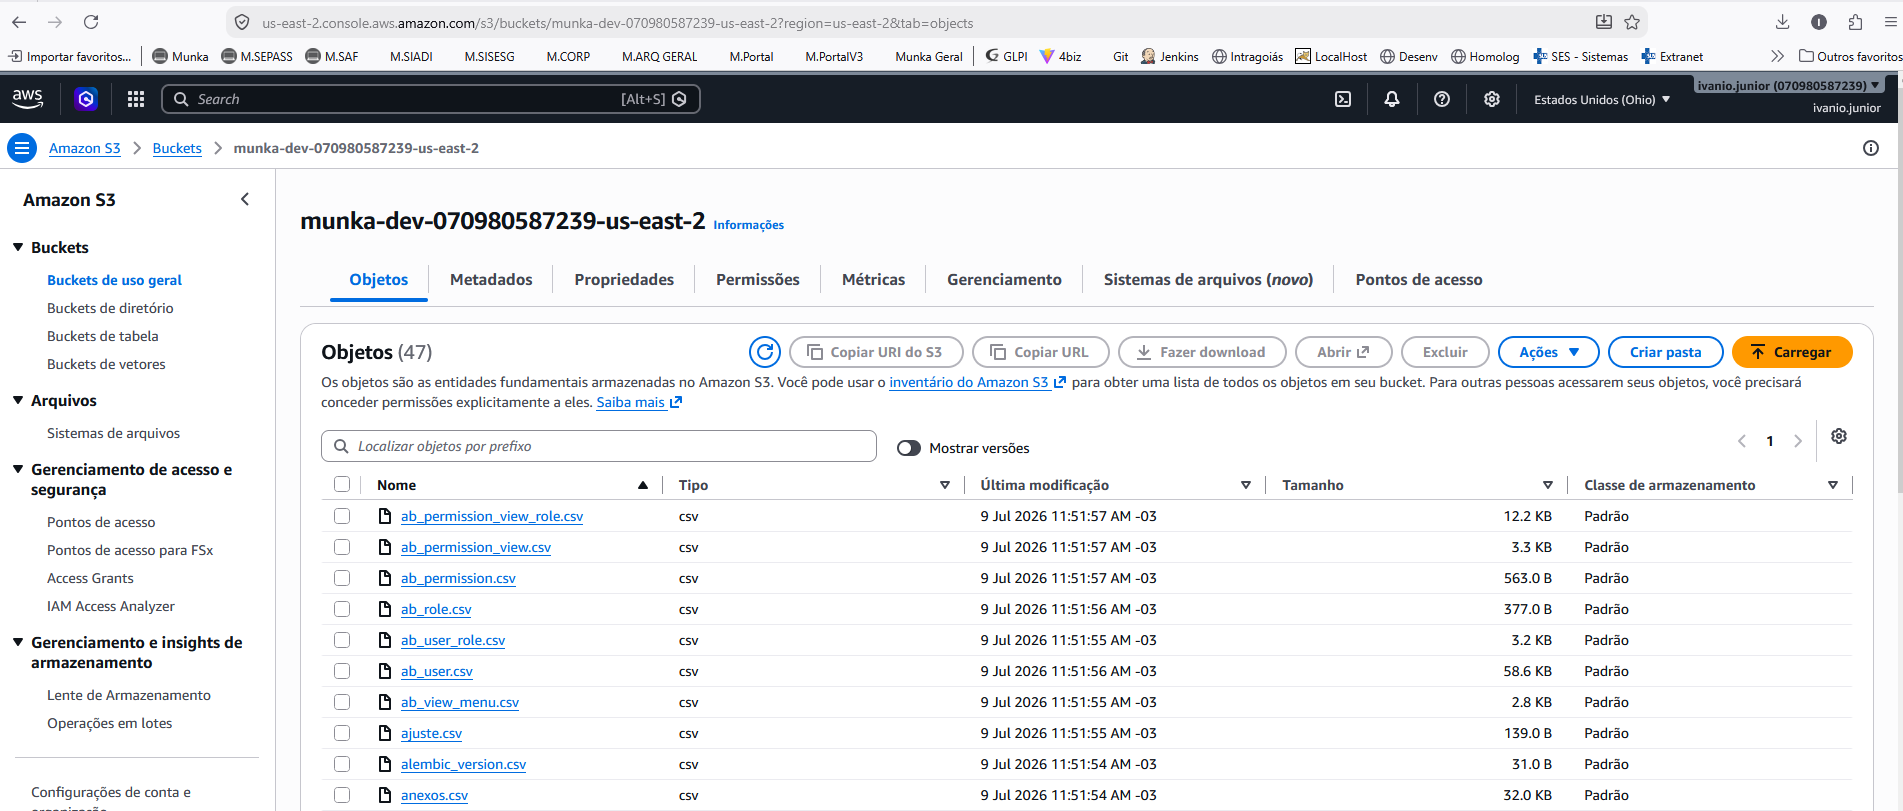 us-east-2.console.aws.amazon.com/s3/buckets/munka-dev-070980587239-us-east-2?region=us-east-2&tab=objects
Importar favoritos... Munka M.SEPASS M.SAF M.SIADI M.SISESG M.CORP M.ARQ GERAL M.Portal M.PortalV3 Munka Geral GLPI 4biz Git Jenkins Intragoiás LocalHost Desenv Homolog SES - Sistemas Extranet Outros favoritos
aws Search [Alt+S] Estados Unidos (Ohio) ivanio.junior (070980587239)
ivanio.junior
Amazon S3 Buckets munka-dev-070980587239-us-east-2
Amazon S3
Buckets
Buckets de uso geral
Buckets de diretório
Buckets de tabela
Buckets de vetores
Arquivos
Sistemas de arquivos
Gerenciamento de acesso e
segurança
Pontos de acesso
Pontos de acesso para FSx
Access Grants
IAM Access Analyzer
Gerenciamento e insights de
armazenamento
Lente de Armazenamento
Operações em lotes
Configurações de conta e
organização
munka-dev-070980587239-us-east-2 Informações
Objetos Metadados Propriedades Permissões Métricas Gerenciamento Sistemas de arquivos (novo) Pontos de acesso
Objetos (47) Copiar URI do S3 Copiar URL Fazer download Abrir Excluir Ações Criar pasta Carregar
Os objetos são as entidades fundamentais armazenadas no Amazon S3. Você pode usar o inventário do Amazon S3 para obter uma lista de todos os objetos em seu bucket. Para outras pessoas acessarem seus objetos, você precisará
conceder permissões explicitamente a eles. Saiba mais
Localizar objetos por prefixo Mostrar versões 1
Nome Tipo Última modificação Tamanho Classe de armazenamento
ab_permission_view_role.csv csv 9 Jul 2026 11:51:57 AM -03 12.2 KB Padrão
ab_permission_view.csv csv 9 Jul 2026 11:51:57 AM -03 3.3 KB Padrão
ab_permission.csv csv 9 Jul 2026 11:51:57 AM -03 563.0 B Padrão
ab_role.csv csv 9 Jul 2026 11:51:56 AM -03 377.0 B Padrão
ab_user_role.csv csv 9 Jul 2026 11:51:55 AM -03 3.2 KB Padrão
ab_user.csv csv 9 Jul 2026 11:51:56 AM -03 58.6 KB Padrão
ab_view_menu.csv csv 9 Jul 2026 11:51:55 AM -03 2.8 KB Padrão
ajuste.csv csv 9 Jul 2026 11:51:55 AM -03 139.0 B Padrão
alembic_version.csv csv 9 Jul 2026 11:51:54 AM -03 31.0 B Padrão
anexos.csv csv 9 Jul 2026 11:51:54 AM -03 32.0 KB Padrão